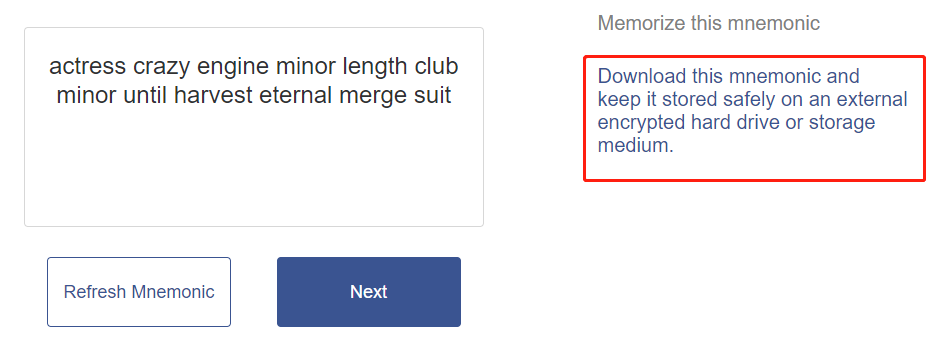 actress crazy engine minor length club
minor until harvest eternal merge suit
Refresh Mnemonic
Next
Memorize this mnemonic
Download this mnemonic and
keep it stored safely on an external
encrypted hard drive or storage
medium.